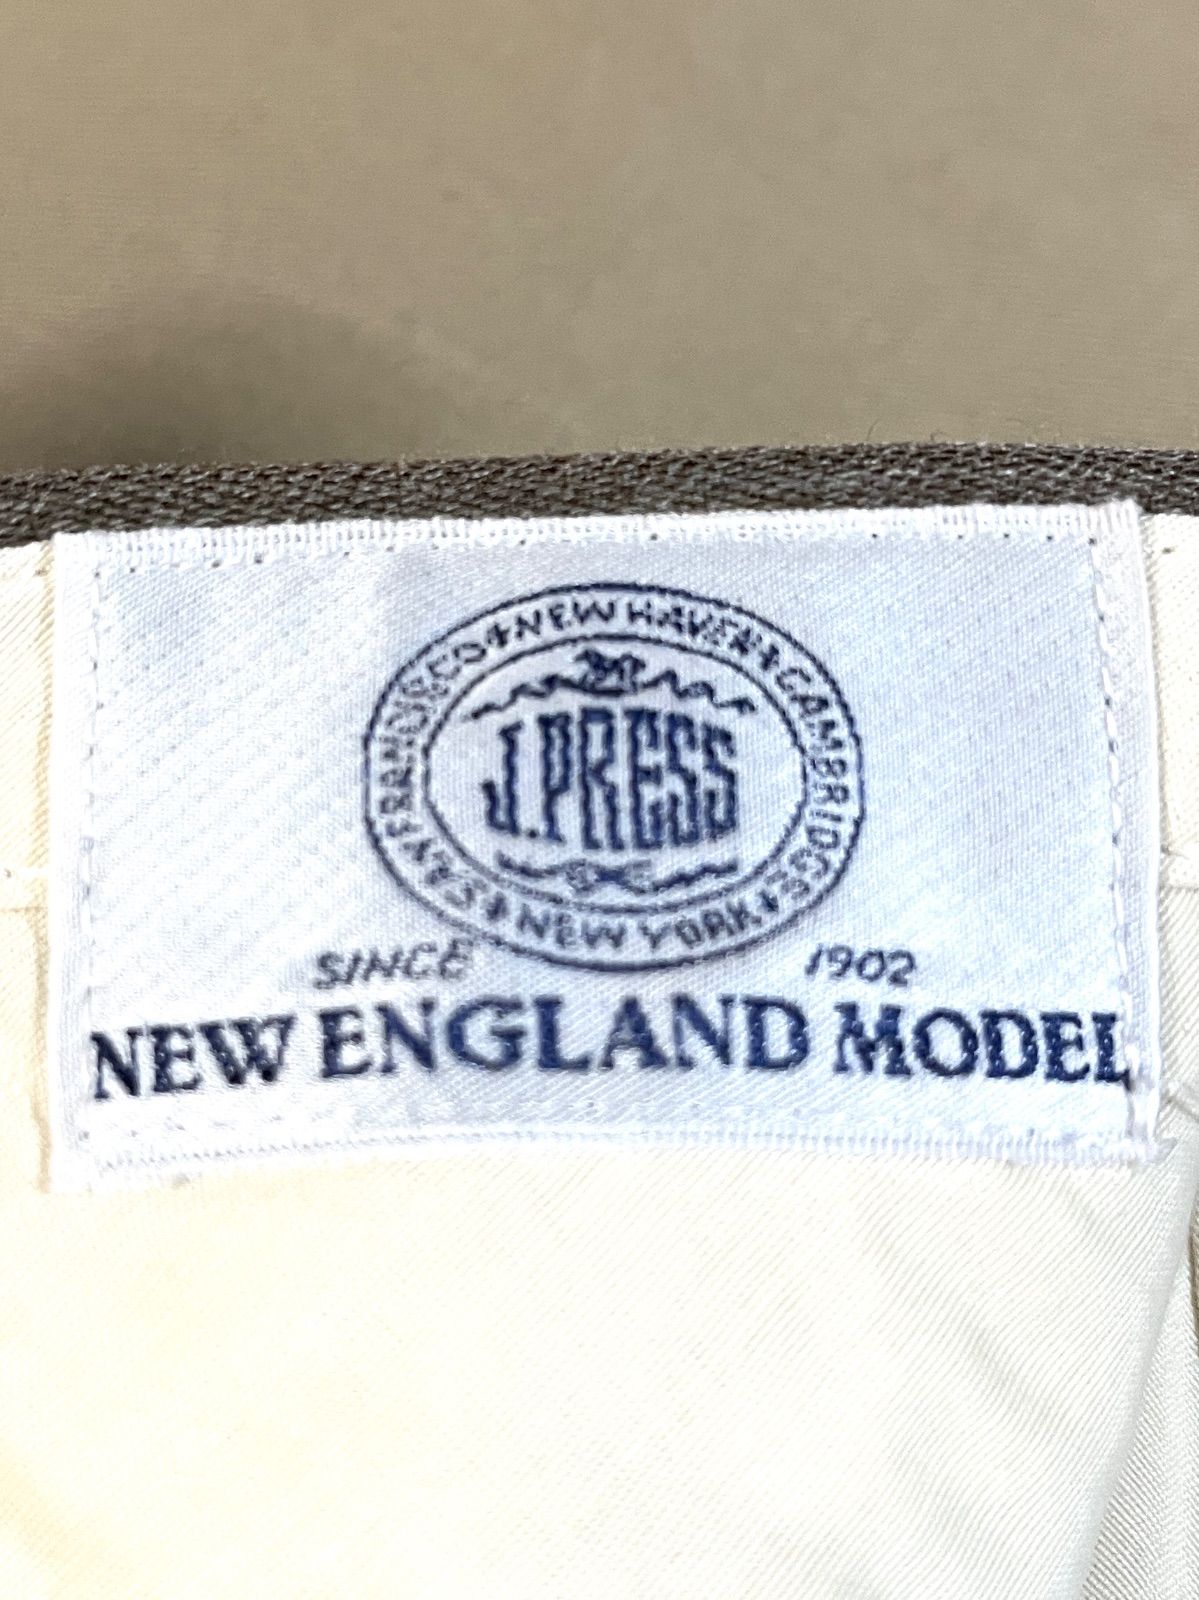 SAN FRANCISCO NEW HAVEN CAMBRIDGE NEW YORK
J.PRESS
SINCE 1902
NEW ENGLAND MODEL